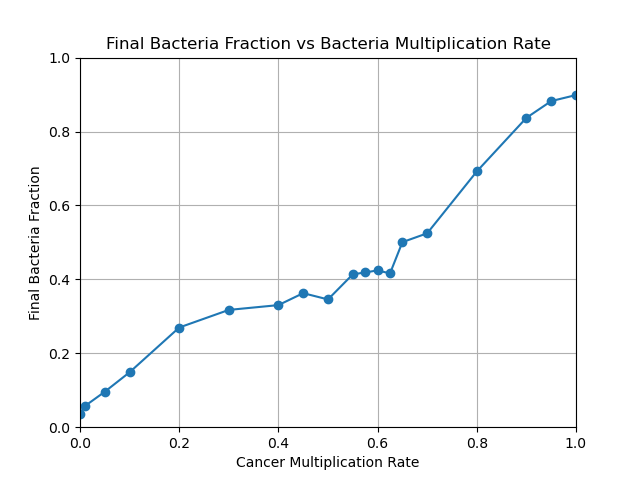 Final Bacteria Fraction vs Bacteria Multiplication Rate
1.0
0.8
0.6
0.4
0.2
0.0
Final Bacteria Fraction
0.0 0.2 0.4 0.6 0.8 1.0
Cancer Multiplication Rate